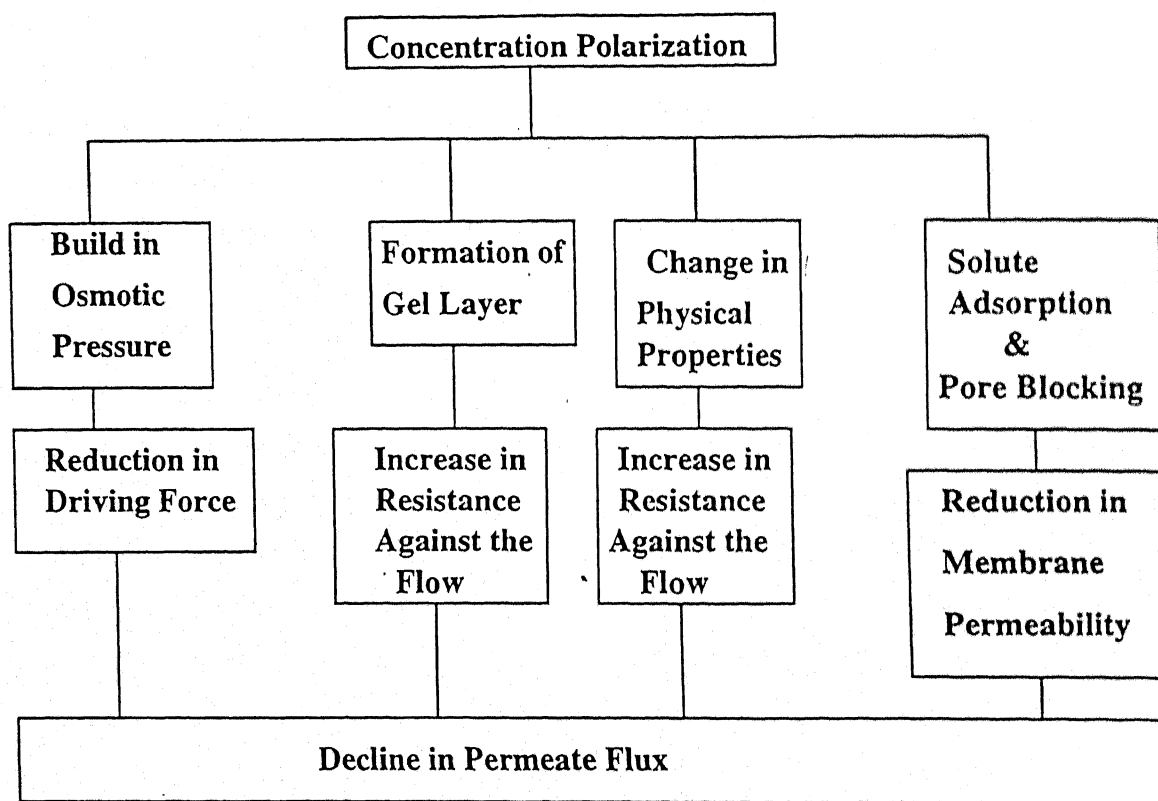 Concentration Polarization
Build in
Osmotic
Pressure
Formation of
Gel Layer
Change in
Physical
Properties
Solute
Adsorption
&
Pore Blocking
Reduction in
Driving Force
Increase in
Resistance
Against the
Flow
Increase in
Resistance
Against the
Flow
Reduction in
Membrane
Permeability
Decline in Permeate Flux